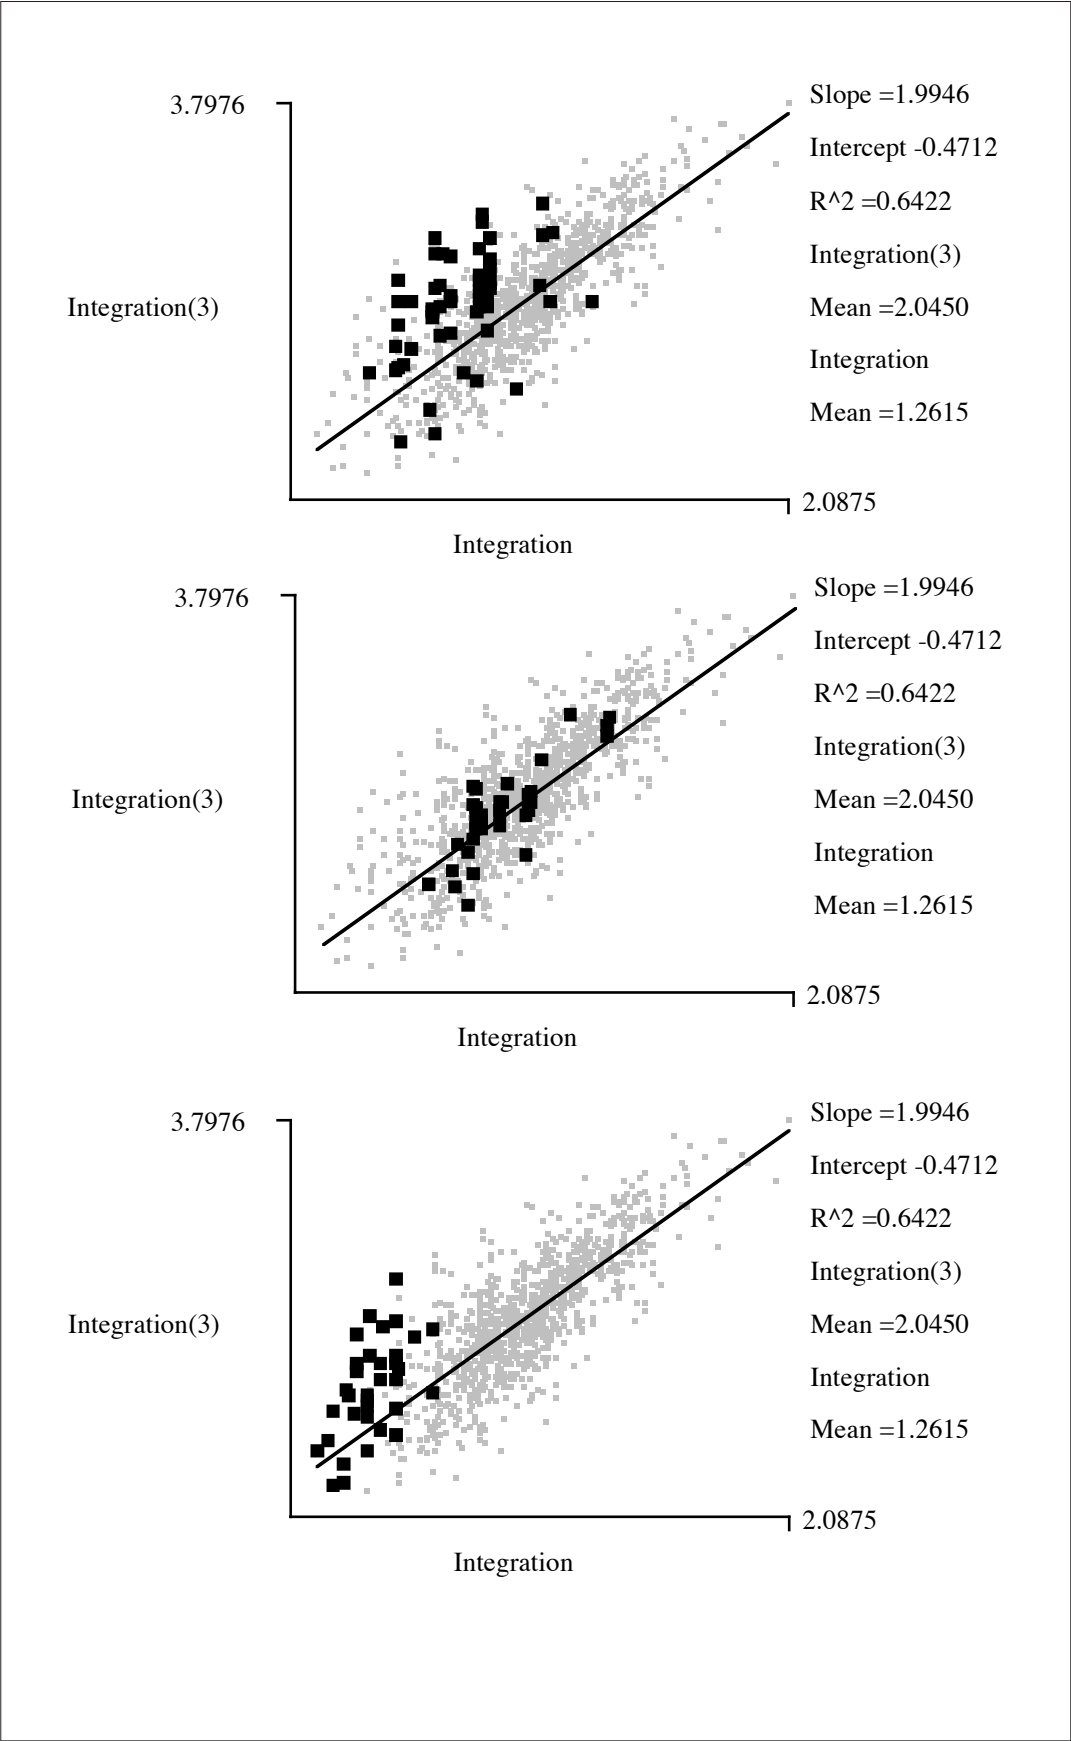 3.7976
Slope =1.9946
Intercept -0.4712
R^2 =0.6422
Integration(3)
Integration(3)
Mean =2.0450
Integration
Mean =1.2615
2.0875
Integration
3.7976
Slope =1.9946
Intercept -0.4712
R^2 =0.6422
Integration(3)
Integration(3)
Mean =2.0450
Integration
Mean =1.2615
2.0875
Integration
3.7976
Slope =1.9946
Intercept -0.4712
R^2 =0.6422
Integration(3)
Integration(3)
Mean =2.0450
Integration
Mean =1.2615
2.0875
Integration